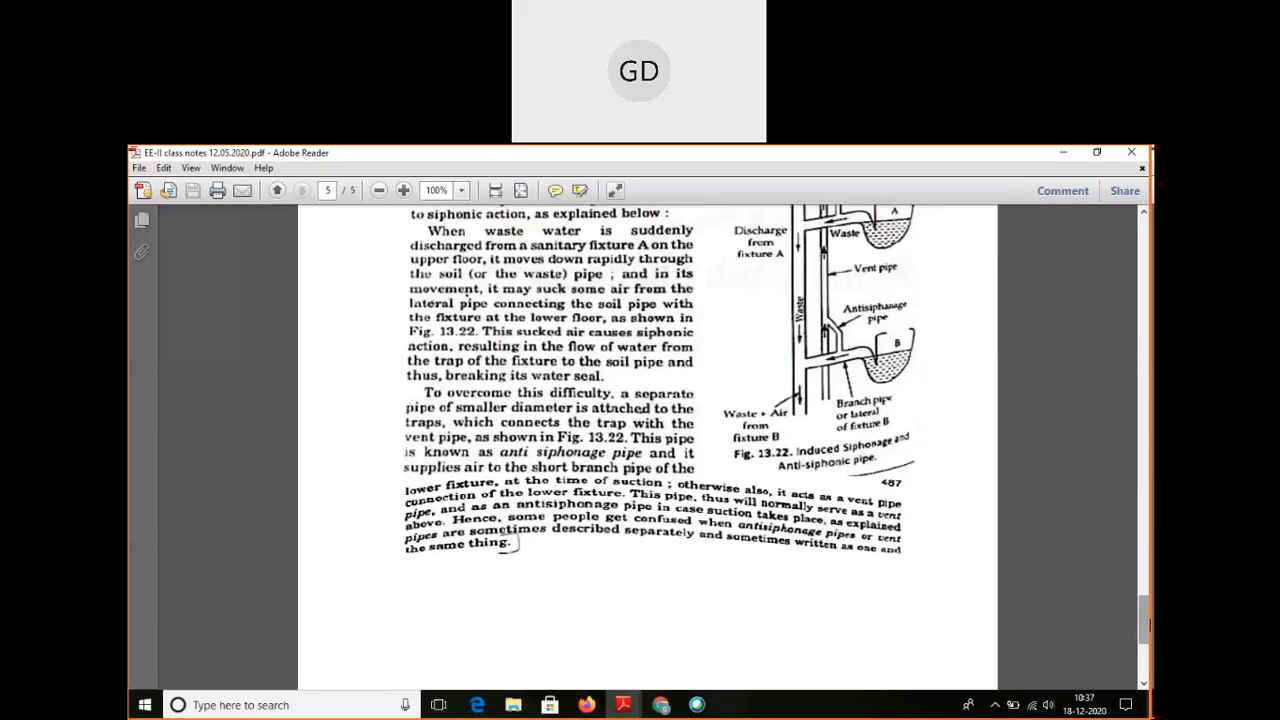 GD
EE-II class notes 12.05.2020.pdf - Adobe Reader
File Edit View Window Help
5 / 5 100% Comment Share
to siphonic action, as explained below :
When waste water is suddenly
discharged from a sanitary fixture A on the
upper floor, it moves down rapidly through
the soil (or the waste) pipe ; and in its
movement, it may suck some air from the
lateral pipe connecting the soil pipe with
the fixture at the lower floor, as shown in
Fig. 13.22. This sucked air causes siphonic
action, resulting in the flow of water from
the trap of the fixture to the soil pipe and
thus, breaking its water seal.
To overcome this difficulty, a separate
pipe of smaller diameter is attached to the
traps, which connects the trap with the
vent pipe, as shown in Fig. 13.22. This pipe
is known as anti siphonage pipe and it
supplies air to the short branch pipe of the
A
Discharge
from
fixture A
Waste
Vent pipe
Waste
Antisiphanage
pipe
B
Branch pipe
or lateral
of fixture B
Waste + Air
from
fixture B
Fig. 13.22. Induced Siphonage and
Anti-siphonic pipe.
487
lower fixture, at the time of suction ; otherwise also, it acts as a vent pipe
connection of the lower fixture. This pipe, thus will normally serve as a vent
pipe, and as an antisiphonage pipe in case suction takes place, as explained
above. Hence, some people get confused when antisiphonage pipes or vent
pipes are sometimes described separately and sometimes written as one and
the same thing.
Type here to search
10:37
18-12-2020